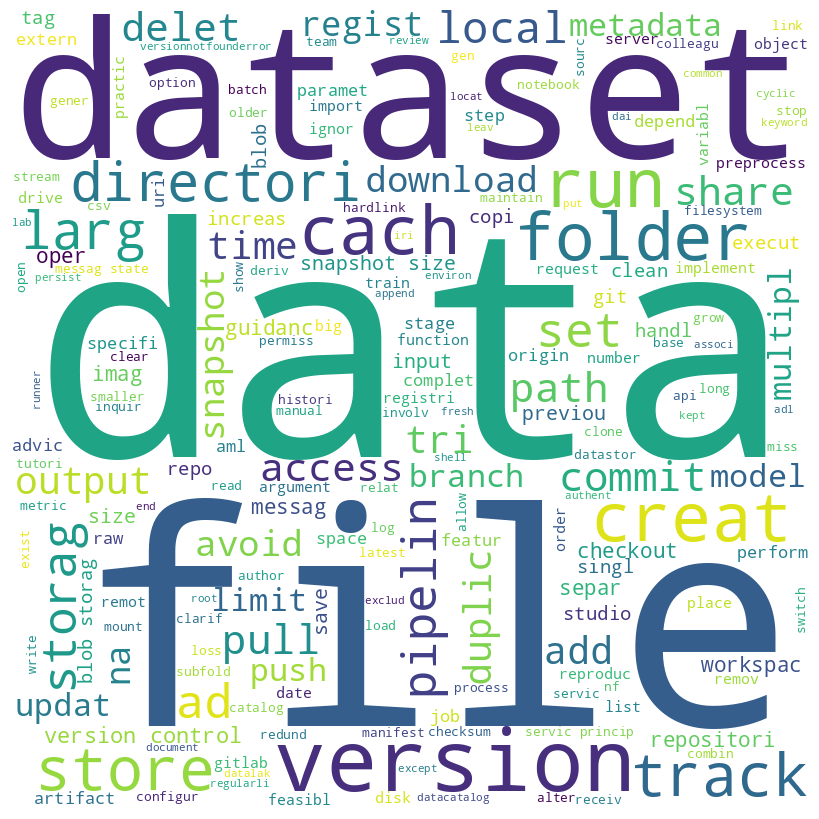 tag
delet
regist
local
metadata
link
extern
versionnotfounderror
team
review
sourc
server
colleagu
object
dataset
gener
practic
option
batch
locat
gen
paramet
import
notebook
common
cyclic
older
ignor
step
leav
dai
depend
variabl
stop
keyword
blob
preprocess
stream
directori
download
run
share
drive
uri
csv
hardlink
maintain
put
filesystem
lab
larg
increas
cach
copi
folder
oper
time
iri
execut
open
messag state
persist
show
deriv
snapshot size
environ
request
clean
implement
train
append
git
data
snapshot
guidanc
big
stage
set
handl
grow
multipl
specifi
permiss
function
origin
number
base
associ
clear
imag
input
path
api
long
runner
smaller
inquir
complet
registri
previou
histori
manual
involv
fresh
clone
kept
adl
advic
aml
tri
datastor
miss
tutori
repo
access
shell
branch
commit
model
output
read
argument
relat
authent
metric
end
size
messag
allow
order
creat
exist
storag
raw
avoid
space
log
latest
featur
checkout
perform
blob storag
author
file
pipelin
duplic
singl
remot
root
limit
save
exclud
separ
place
mount
clarif
studio
switch
write
na
loss
pull
load
add
workspac
subfold
push
reproduc
remov
updat
ad
date
process
servic
nf
catalog
job
list
version control
redund
manifest
checksum
servic princip
repositori
document
store
gitlab
version
track
combin
datalak
except
regularli
artifact
configur
feasibl
disk
datacatalog
alter
receiv